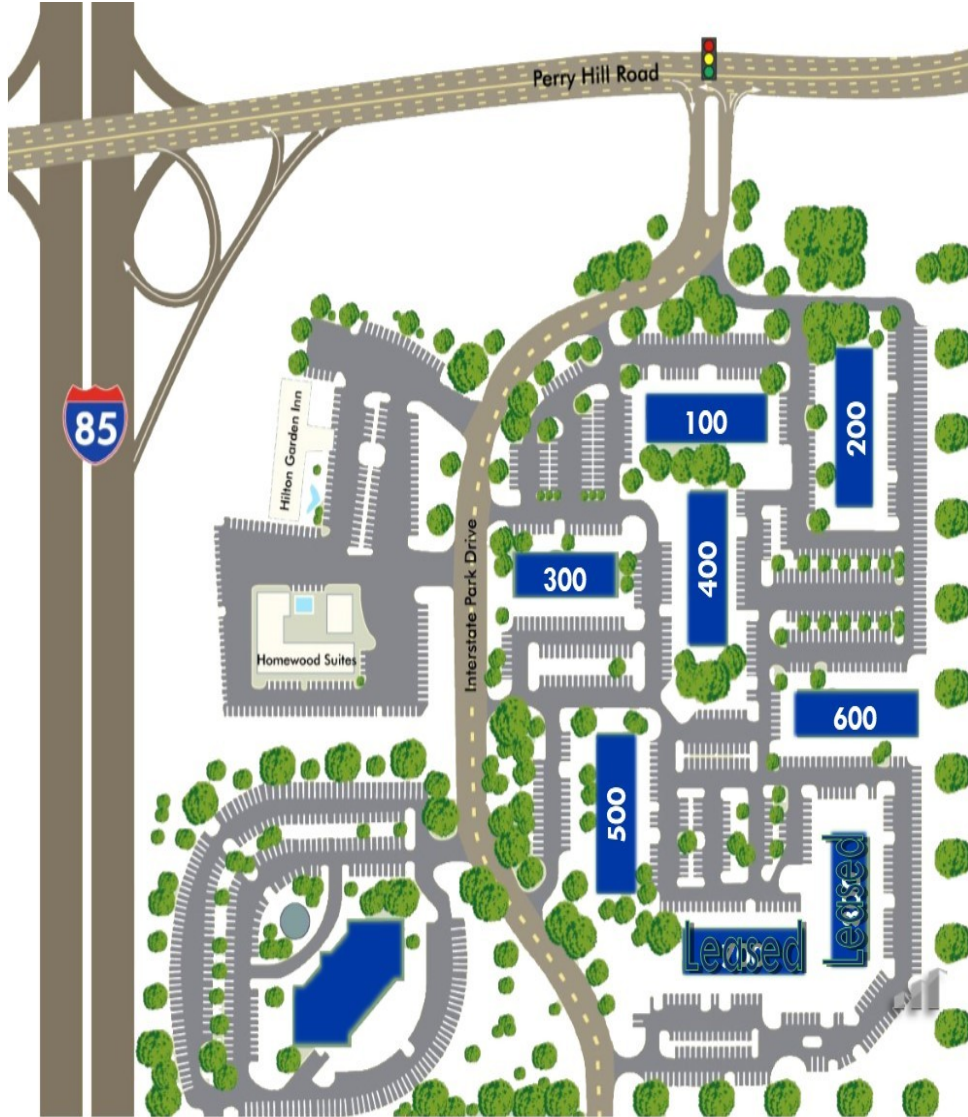 Perry Hill Road
85
Hilton Garden Inn
100
200
Interstate Park Drive
300
400
Homewood Suites
600
500
Leased
Leased